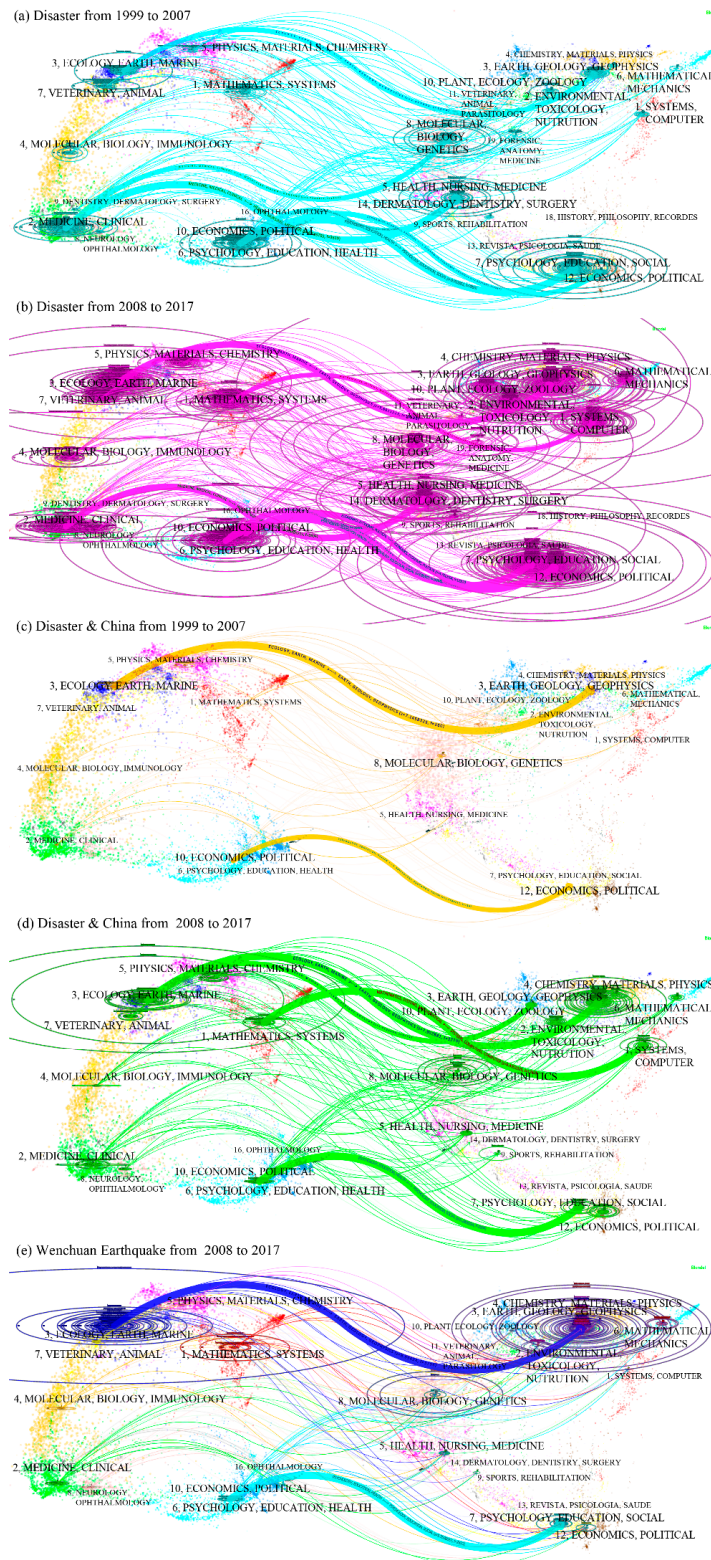 (a) Disaster from 1999 to 2007
5, PHYSICS, MATERIALS, CHEMISTRY
3, ECOLOGY, EARTH, MARINE
1, MATHEMATICS, SYSTEMS
7, VETERINARY, ANIMAL
4, CHEMISTRY, MATERIALS, PHYSICS
3, EARTH, GEOLOGY, GEOPHYSICS
6, MATHEMATICAL,
MECHANICS
10, PLANT, ECOLOGY, ZOOLOGY
11, VETERINARY,
ANIMAL,
PARASITOLOGY
2, ENVIRONMENTAL,
TOXICOLOGY,
NUTRUTION
1, SYSTEMS,
COMPUTER
8, MOLECULAR,
BIOLOGY
GENETICS
19, FORENSIC,
ANATOMY,
MEDICINE
4, MOLECULAR, BIOLOGY, IMMUNOLOGY
5, HEALTH, NURSING, MEDICINE
9, DENTISTRY, DERMATOLOGY, SURGERY
14, DERMATOLOGY, DENTISTRY, SURGERY
16, OPHTHALMOLOGY
2, MEDICINE, CLINICAL
18, HISTORY, PHILOSOPHY, RECORDES
9, SPORTS, REHABILITATION
10, ECONOMICS, POLITICAL
8, NEUROLOGY,
OPHTHALMOLOGY
6, PSYCHOLOGY, EDUCATION, HEALTH
13, REVISTA, PSICOLOGIA, SAUDE
7, PSYCHOLOGY, EDUCATION, SOCIAL
12, ECONOMICS, POLITICAL
(b) Disaster from 2008 to 2017
5, PHYSICS, MATERIALS, CHEMISTRY
4, CHEMISTRY, MATERIALS, PHYSICS
3, ECOLOGY, EARTH, MARINE
3, EARTH, GEOLOGY, GEOPHYSICS
6, MATHEMATICAL,
MECHANICS
10, PLANT, ECOLOGY, ZOOLOGY
7, VETERINARY, ANIMAL
1, MATHEMATICS, SYSTEMS
11, VETERINARY,
ANIMAL,
PARASITOLOGY
2, ENVIRONMENTAL,
TOXICOLOGY,
NUTRUTION
1, SYSTEMS,
COMPUTER
8, MOLECULAR,
BIOLOGY
GENETICS
19, FORENSIC,
ANATOMY,
MEDICINE
4, MOLECULAR, BIOLOGY, IMMUNOLOGY
5, HEALTH, NURSING, MEDICINE
9, DENTISTRY, DERMATOLOGY, SURGERY
14, DERMATOLOGY, DENTISTRY, SURGERY
16, OPHTHALMOLOGY
2, MEDICINE, CLINICAL
18, HISTORY, PHILOSOPHY, RECORDES
9, SPORTS, REHABILITATION
10, ECONOMICS, POLITICAL
8, NEUROLOGY,
OPHTHALMOLOGY
6, PSYCHOLOGY, EDUCATION, HEALTH
13, REVISTA, PSICOLOGIA, SAUDE
7, PSYCHOLOGY, EDUCATION, SOCIAL
12, ECONOMICS, POLITICAL
(c) Disaster & China from 1999 to 2007
5, PHYSICS, MATERIALS, CHEMISTRY
4, CHEMISTRY, MATERIALS, PHYSICS
3, ECOLOGY, EARTH, MARINE
3, EARTH, GEOLOGY, GEOPHYSICS
6, MATHEMATICAL,
MECHANICS
1, MATHEMATICS, SYSTEMS
10, PLANT, ECOLOGY, ZOOLOGY
7, VETERINARY, ANIMAL
2, ENVIRONMENTAL,
TOXICOLOGY,
NUTRUTION
1, SYSTEMS, COMPUTER
8, MOLECULAR, BIOLOGY, GENETICS
4, MOLECULAR, BIOLOGY, IMMUNOLOGY
5, HEALTH, NURSING, MEDICINE
2, MEDICINE, CLINICAL
10, ECONOMICS, POLITICAL
6, PSYCHOLOGY, EDUCATION, HEALTH
7, PSYCHOLOGY, EDUCATION, SOCIAL
12, ECONOMICS, POLITICAL
(d) Disaster & China from 2008 to 2017
5, PHYSICS, MATERIALS, CHEMISTRY
4, CHEMISTRY, MATERIALS, PHYSICS
3, ECOLOGY, EARTH, MARINE
3, EARTH, GEOLOGY, GEOPHYSICS
6, MATHEMATICAL,
MECHANICS
10, PLANT, ECOLOGY, ZOOLOGY
7, VETERINARY, ANIMAL
1, MATHEMATICS, SYSTEMS
2, ENVIRONMENTAL,
TOXICOLOGY,
NUTRUTION
1, SYSTEMS,
COMPUTER
4, MOLECULAR, BIOLOGY, IMMUNOLOGY
8, MOLECULAR, BIOLOGY, GENETICS
5, HEALTH, NURSING, MEDICINE
14, DERMATOLOGY, DENTISTRY, SURGERY
16, OPHTHALMOLOGY
9, SPORTS, REHABILITATION
2, MEDICINE, CLINICAL
10, ECONOMICS, POLITICAL
8, NEUROLOGY,
OPHTHALMOLOGY
6, PSYCHOLOGY, EDUCATION, HEALTH
13, REVISTA, PSICOLOGIA, SAUDE
7, PSYCHOLOGY, EDUCATION, SOCIAL
12, ECONOMICS, POLITICAL
(e) Wenchuan Earthquake from 2008 to 2017
5, PHYSICS, MATERIALS, CHEMISTRY
4, CHEMISTRY, MATERIALS, PHYSICS
3, EARTH, GEOLOGY, GEOPHYSICS
10, PLANT, ECOLOGY, ZOOLOGY
6, MATHEMATICAL,
MECHANICS
3, ECOLOGY, EARTH, MARINE
7, VETERINARY, ANIMAL
1, MATHEMATICS, SYSTEMS
11, VETERINARY,
ANIMAL,
PARASITOLOGY
2, ENVIRONMENTAL,
TOXICOLOGY,
NUTRUTION
1, SYSTEMS, COMPUTER
4, MOLECULAR, BIOLOGY, IMMUNOLOGY
8, MOLECULAR, BIOLOGY, GENETICS
5, HEALTH, NURSING, MEDICINE
14, DERMATOLOGY, DENTISTRY, SURGERY
2, MEDICINE, CLINICAL
16, OPHTHALMOLOGY
9, SPORTS, REHABILITATION
10, ECONOMICS, POLITICAL
8, NEUROLOGY,
OPHTHALMOLOGY
6, PSYCHOLOGY, EDUCATION, HEALTH
13, REVISTA, PSICOLOGIA, SAUDE
7, PSYCHOLOGY, EDUCATION, SOCIAL
12, ECONOMICS, POLITICAL